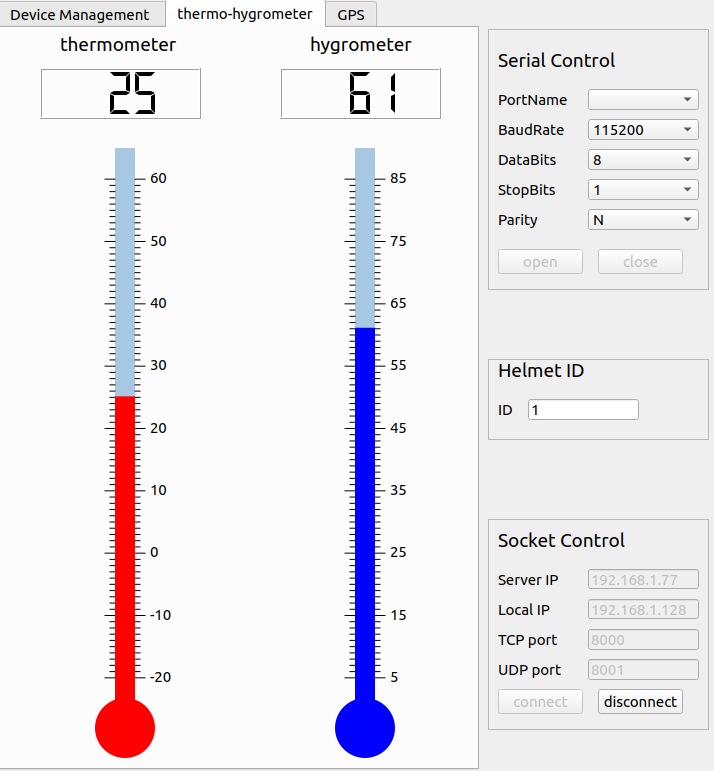 Device Management thermo-hygrometer GPS
thermometer
25
60
50
40
30
20
10
0
-10
-20
hygrometer
61
85
75
65
55
45
35
25
15
5
Serial Control
PortName
BaudRate 115200
DataBits 8
StopBits 1
Parity N
open close
Helmet ID
ID 1
Socket Control
Server IP 192.168.1.77
Local IP 192.168.1.128
TCP port 8000
UDP port 8001
connect disconnect